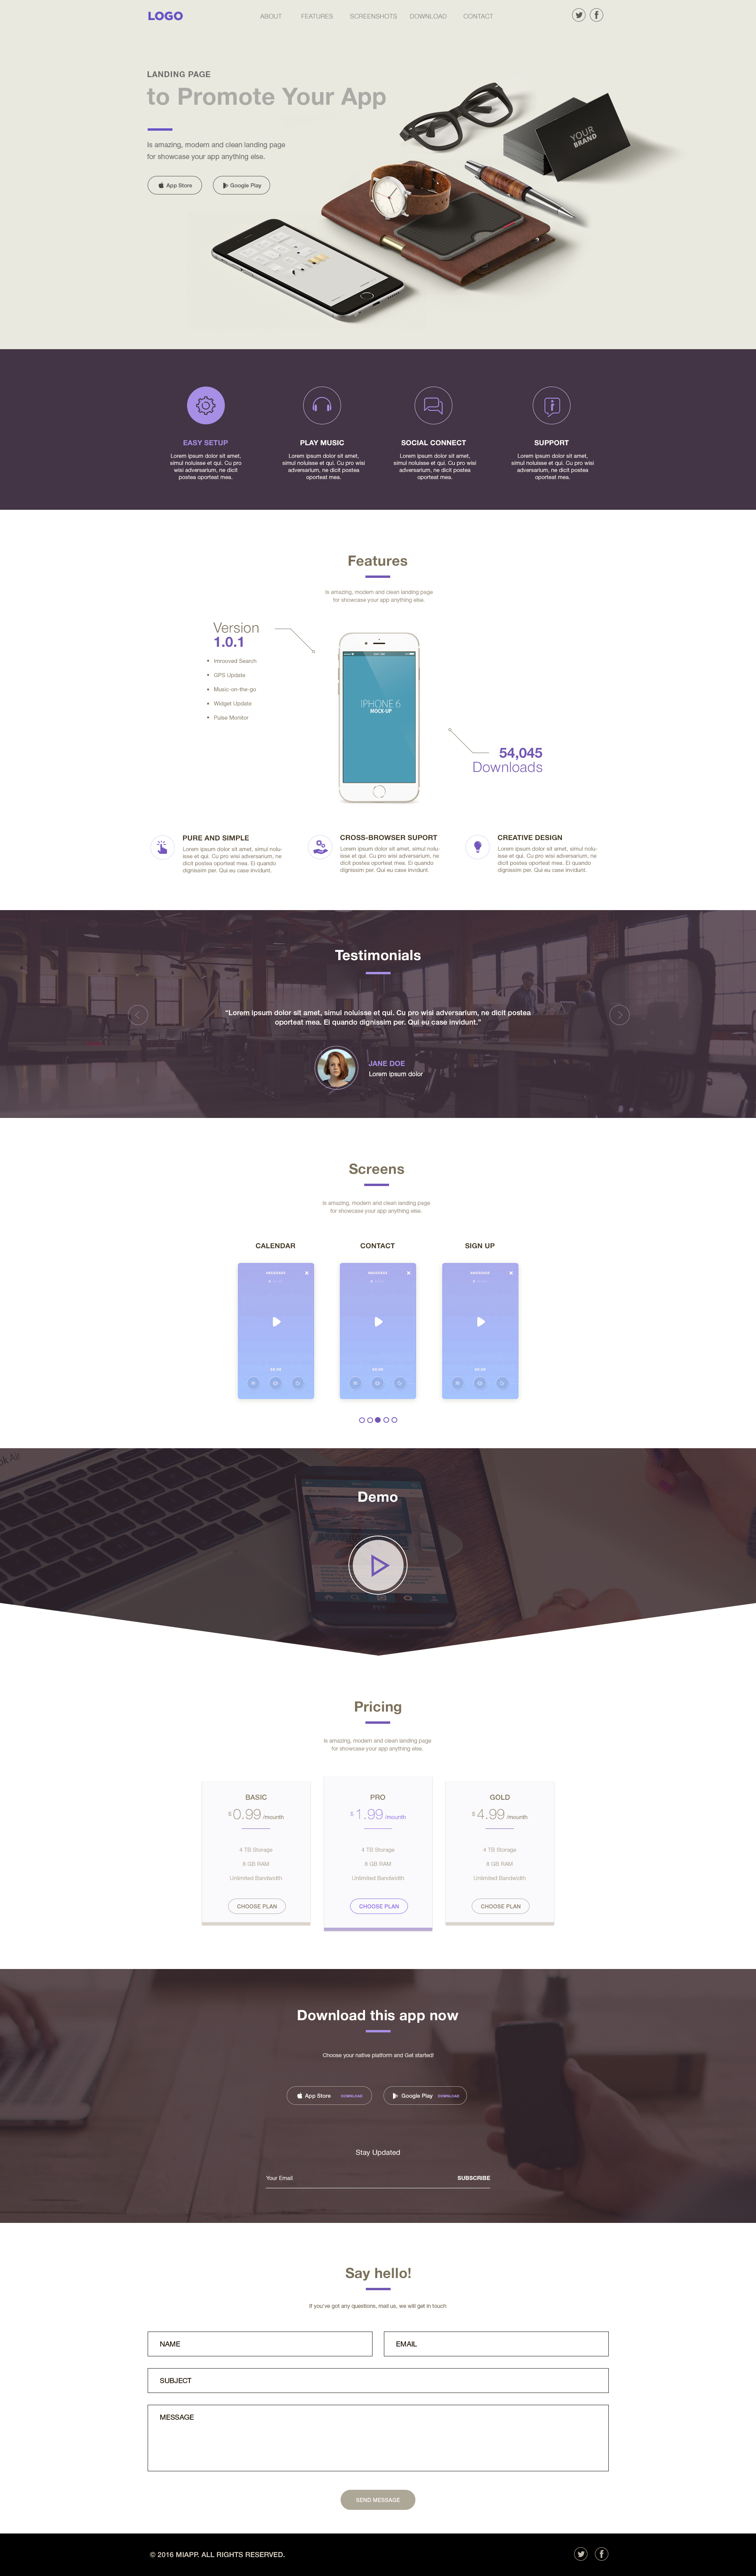 LOGO
ABOUT FEATURES SCREENSHOTS DOWNLOAD CONTACT
LANDING PAGE
to Promote Your App
Is amazing, modern and clean landing page
for showcase your app anything else.
App Store Google Play
YOUR
BRAND
EASY SETUP
Lorem ipsum dolor sit amet,
simul noluisse et qui. Cu pro
wisi adversarium, ne dicit
postea oporteat mea.
PLAY MUSIC
Lorem ipsum dolor sit amet,
simul noluisse et qui. Cu pro wisi
adversarium, ne dicit postea
oporteat mea.
SOCIAL CONNECT
Lorem ipsum dolor sit amet,
simul noluisse et qui. Cu pro wisi
adversarium, ne dicit postea
oporteat mea.
SUPPORT
Lorem ipsum dolor sit amet,
simul noluisse et qui. Cu pro wisi
adversarium, ne dicit postea
oporteat mea.
Features
Is amazing, modern and clean landing page
for showcase your app anything else.
Version
1.0.1
Imroved Search
GPS Update
Music-on-the-go
Widget Update
Pulse Monitor
IPHONE 6
MOCK-UP
54,045
Downloads
PURE AND SIMPLE
Lorem ipsum dolor sit amet, simul nolu-
isse et qui. Cu pro wisi adversarium, ne
dicit postea oporteat mea. Ei quando
dignissim per. Qui eu case invidunt.
CROSS-BROWSER SUPORT
Lorem ipsum dolor sit amet, simul nolu-
isse et qui. Cu pro wisi adversarium, ne
dicit postea oporteat mea. Ei quando
dignissim per. Qui eu case invidunt.
CREATIVE DESIGN
Lorem ipsum dolor sit amet, simul nolu-
isse et qui. Cu pro wisi adversarium, ne
dicit postea oporteat mea. Ei quando
dignissim per. Qui eu case invidunt.
Testimonials
“Lorem ipsum dolor sit amet, simul noluisse et qui. Cu pro wisi adversarium, ne dicit postea
oporteat mea. Ei quando dignissim per. Qui eu case invidunt.”
JANE DOE
Lorem ipsum dolor
Screens
Is amazing, modern and clean landing page
for showcase your app anything else.
CALENDAR CONTACT SIGN UP
Demo
Pricing
Is amazing, modern and clean landing page
for showcase your app anything else.
BASIC
$ 0.99 /mounth
4 TB Storage
8 GB RAM
Unlimited Bandwidth
CHOOSE PLAN
PRO
$ 1.99 /mounth
4 TB Storage
8 GB RAM
Unlimited Bandwidth
CHOOSE PLAN
GOLD
$ 4.99 /mounth
4 TB Storage
8 GB RAM
Unlimited Bandwidth
CHOOSE PLAN
Download this app now
Choose your native platform and Get started!
App Store DOWNLOAD Google Play DOWNLOAD
Stay Updated
Your Email SUBSCRIBE
Say hello!
If you've got any questions, mail us, we will get in touch
NAME EMAIL
SUBJECT
MESSAGE
SEND MESSAGE
© 2016 MIAPP. ALL RIGHTS RESERVED.